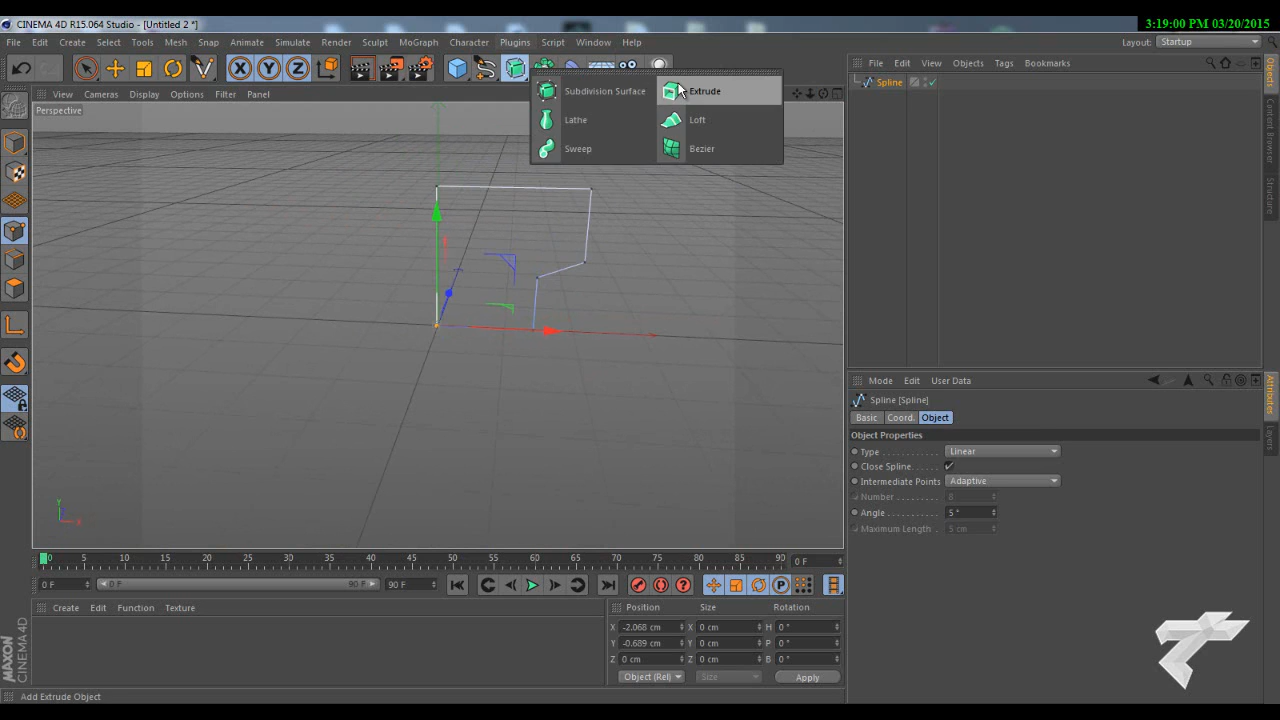 CINEMA 4D R15.064 Studio - [Untitled 2 *]
3:19:00 PM 03/20/2015
File Edit Create Select Tools Mesh Snap Animate Simulate Render Sculpt MoGraph Character Plugins Script Window Help
Layout: Startup
View Cameras Display Options Filter Panel
Perspective
Subdivision Surface Extrude
Lathe Loft
Sweep Bezier
File Edit View Objects Tags Bookmarks
Spline
Objects
Content Browser
Structure
Mode Edit User Data
Spline [Spline]
Basic Coord. Object
Object Properties
Type Linear
Close Spline
Intermediate Points Adaptive
Number 8
Angle 5 °
Maximum Length 5 cm
Attributes
Layers
Y
X
0 5 10 15 20 25 30 35 40 45 50 55 60 65 70 75 80 85 90
0 F
0 F 0 F 90 F 90 F
Create Edit Function Texture
Position Size Rotation
X -2.068 cm X 0 cm H 0 °
Y -0.689 cm Y 0 cm P 0 °
Z 0 cm Z 0 cm B 0 °
Object (Rel) Size Apply
MAXON CINEMA 4D
Add Extrude Object